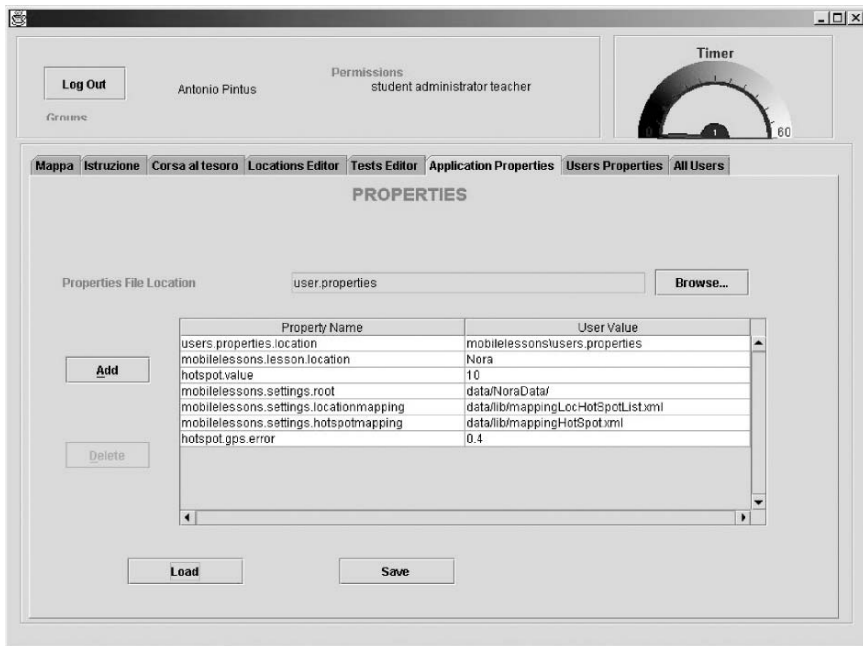 Timer
Log Out
Antonio Pintus
Permissions
student administrator teacher
Groups
0 1 60
Mappa Istruzione Corsa al tesoro Locations Editor Tests Editor Application Properties Users Properties All Users
PROPERTIES
Properties File Location user.properties Browse...
Property Name User Value
users.properties.location mobilelessons\users.properties
mobilelessons.lesson.location Nora
hotspot.value 10
mobilelessons.settings.root data/NoraData/
mobilelessons.settings.locationmapping data/lib/mappingLocHotSpotList.xml
mobilelessons.settings.hotspotmapping data/lib/mappingHotSpot.xml
hotspot.gps.error 0.4
Add
Delete
Load Save